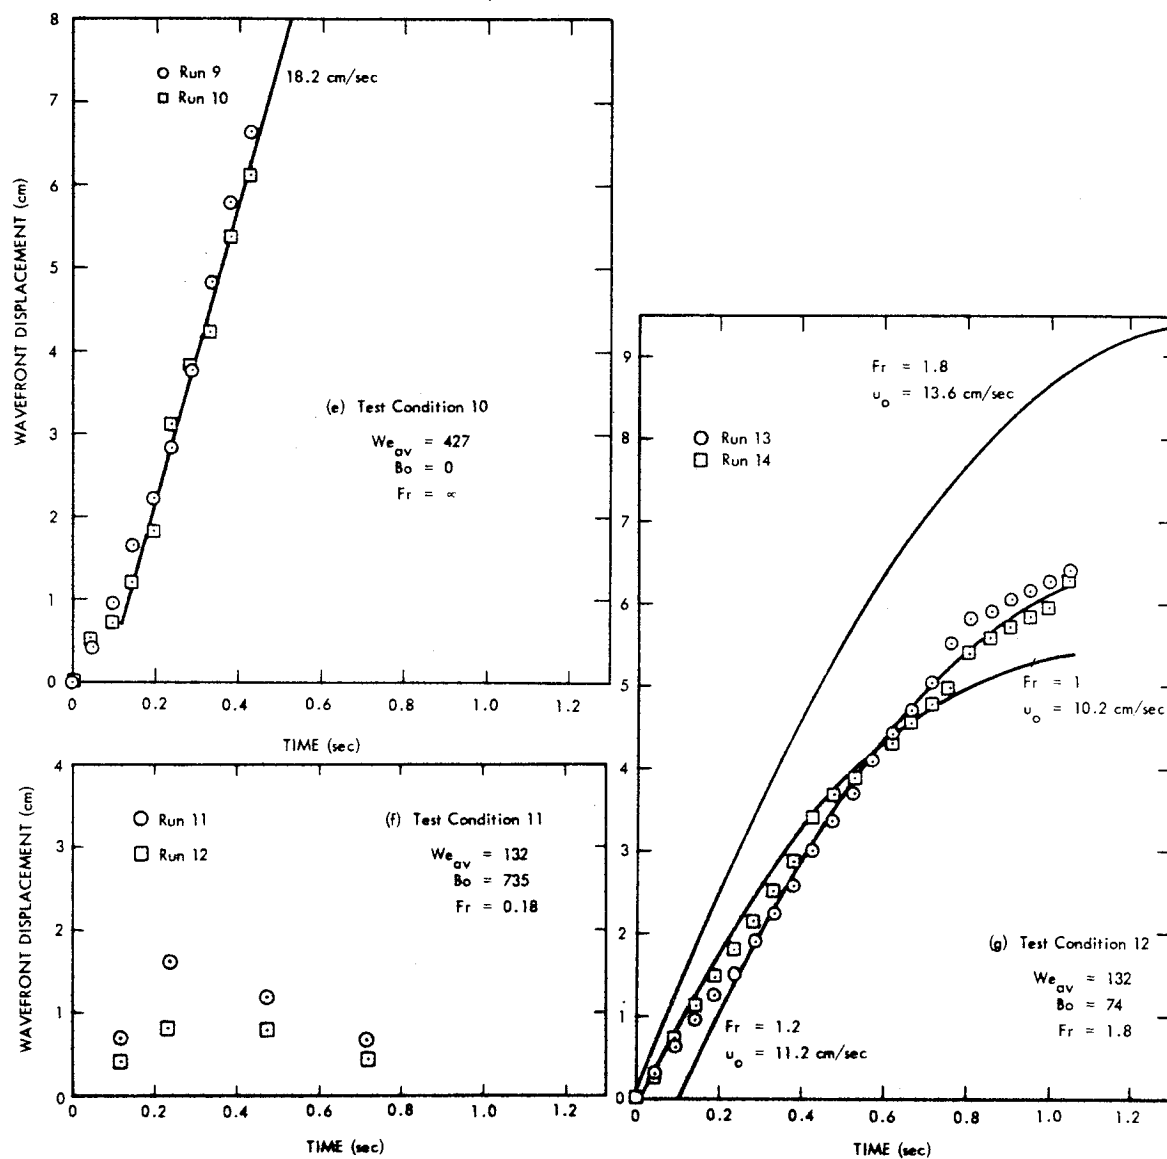 8
7
6
5
4
3
2
1
0
WAVEFRONT DISPLACEMENT (cm)
Run 9
Run 10
18.2 cm/sec
(e) Test Condition 10
We_av = 427
Bo = 0
Fr = ∝
0 0.2 0.4 0.6 0.8 1.0 1.2
TIME (sec)
4
3
2
1
0
WAVEFRONT DISPLACEMENT (cm)
Run 11
Run 12
(f) Test Condition 11
We_av = 132
Bo = 735
Fr = 0.18
0 0.2 0.4 0.6 0.8 1.0 1.2
TIME (sec)
9
8
7
6
5
4
3
2
1
0
Fr = 1.8
u_o = 13.6 cm/sec
Run 13
Run 14
Fr = 1
u_o = 10.2 cm/sec
(g) Test Condition 12
We_av = 132
Bo = 74
Fr = 1.8
Fr = 1.2
u_o = 11.2 cm/sec
0.2 0.4 0.6 0.8 1.0
TIME (sec)